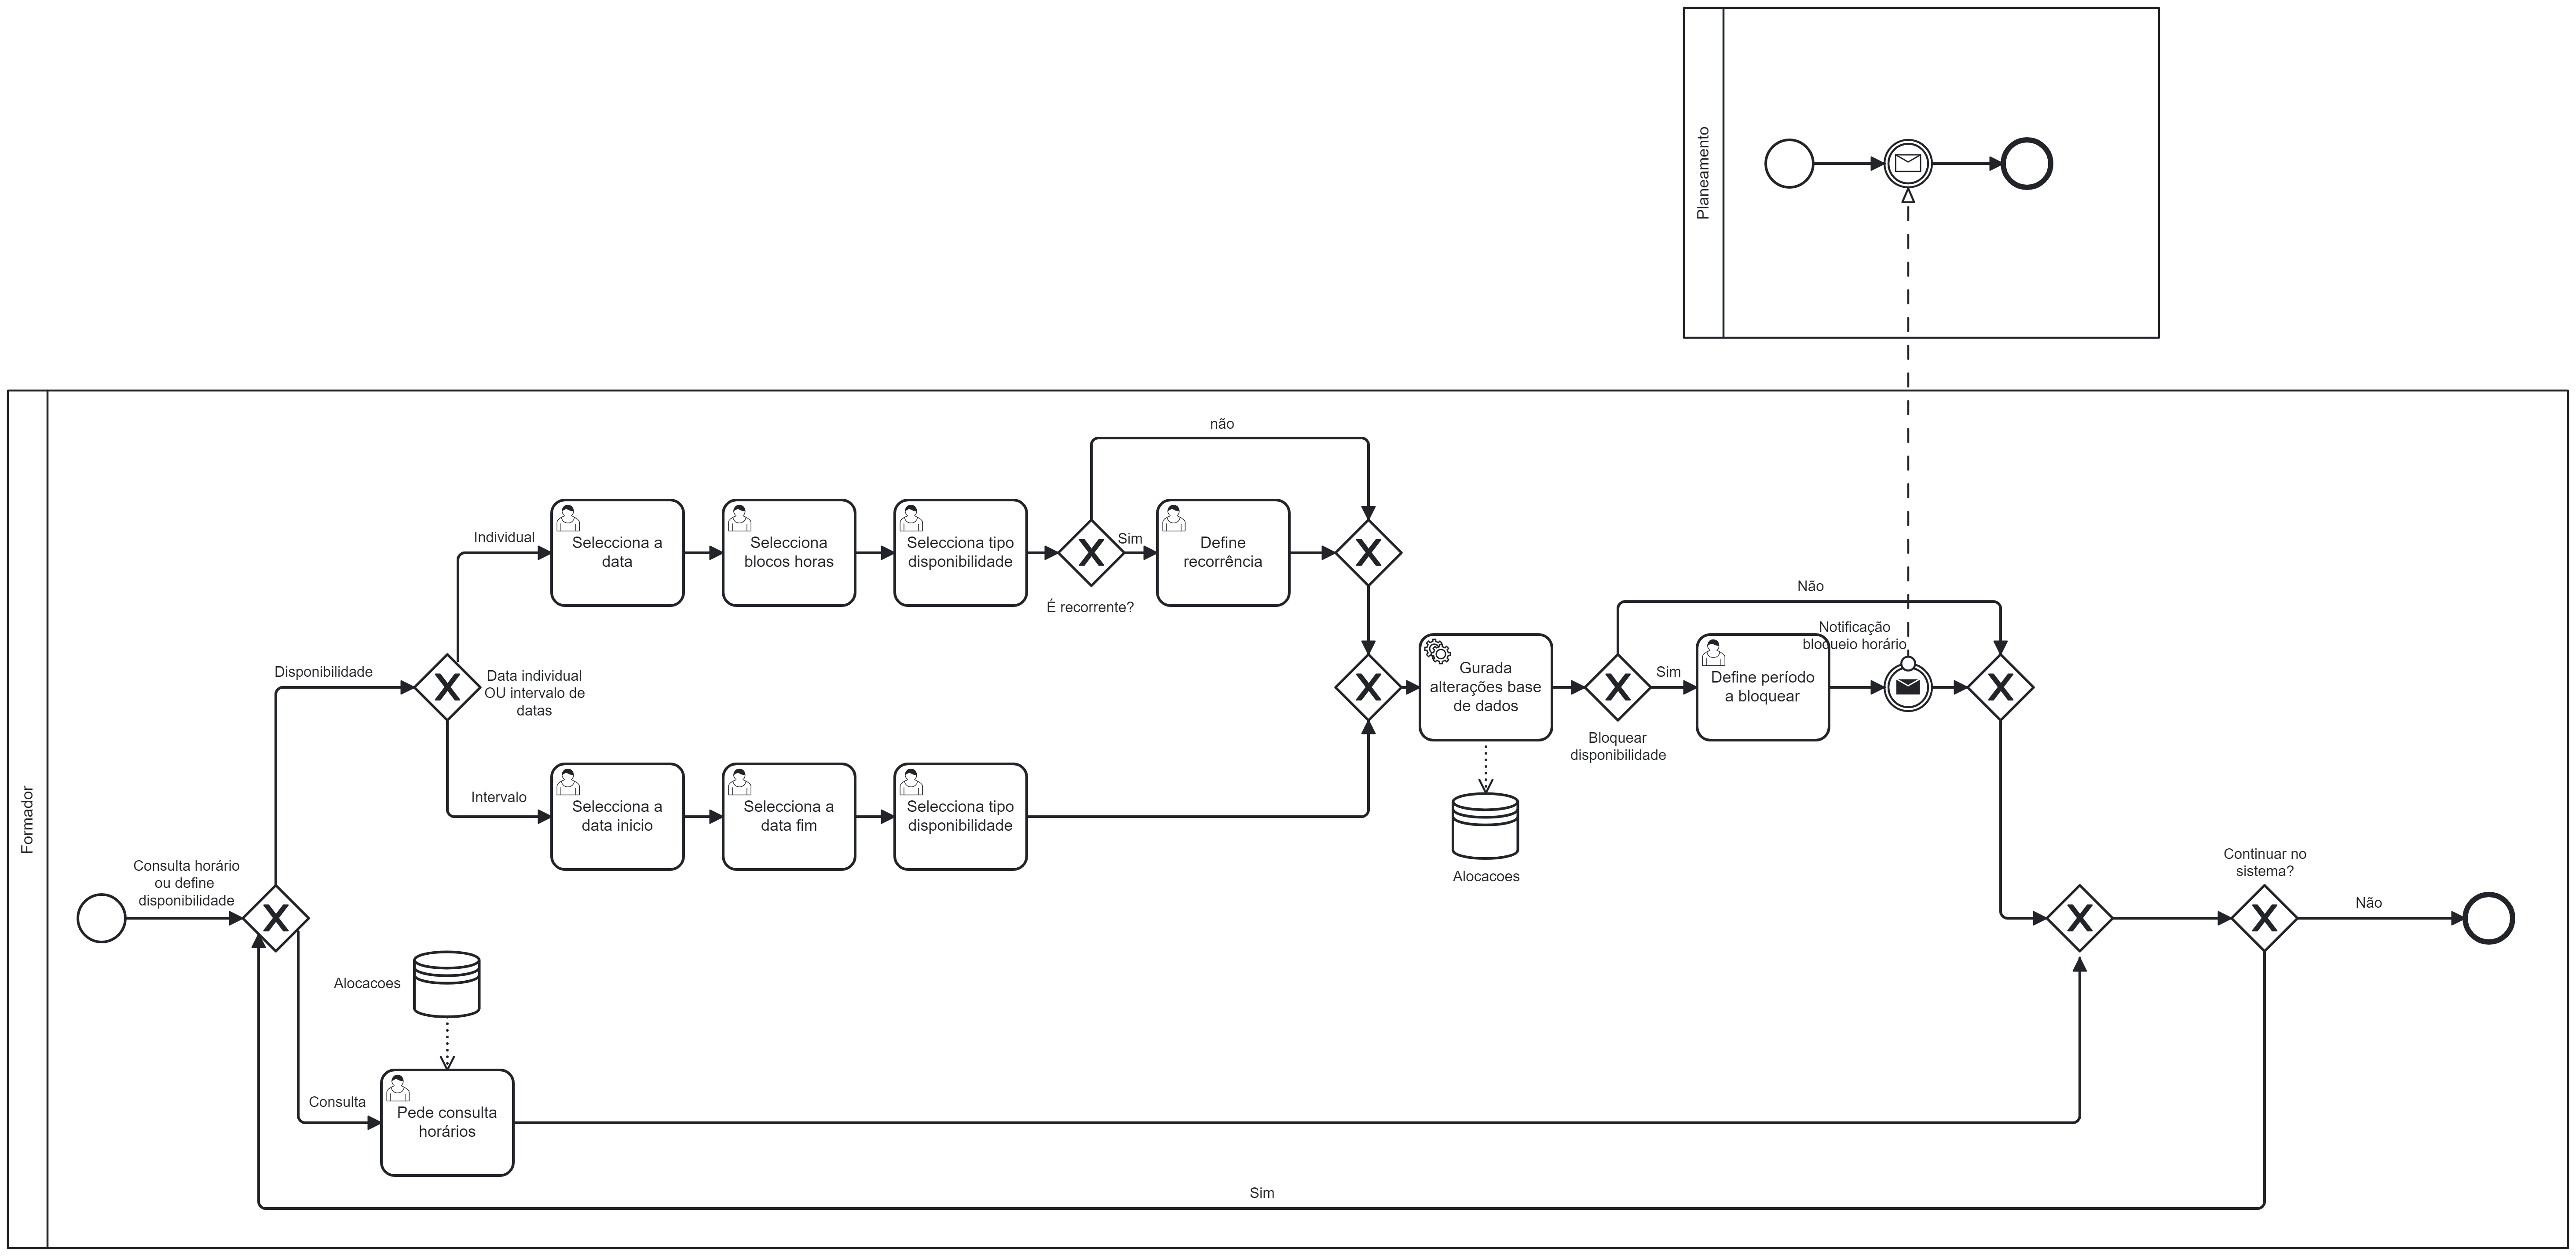 Planeamento
Formador
não
Individual
Selecciona a
data
Selecciona
blocos horas
Selecciona tipo
disponibilidade
Sim
É recorrente?
Define
recorrência
Disponibilidade
Data individual
OU intervalo de
datas
Intervalo
Selecciona a
data inicio
Selecciona a
data fim
Selecciona tipo
disponibilidade
Gurada
alterações base
de dados
Alocacoes
Não
Sim
Bloquear
disponibilidade
Define período
a bloquear
Notificação
bloqueio horário
Consulta horário
ou define
disponibilidade
Alocacoes
Consulta
Pede consulta
horários
Continuar no
sistema?
Não
Sim